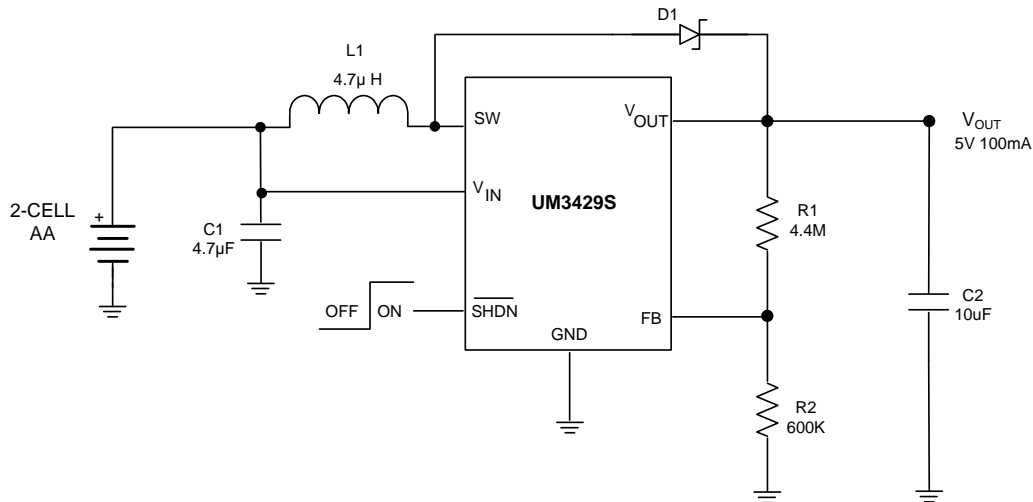 D1
L1
4.7µ H
SW
VOUT
VOUT
5V 100mA
VIN
UM3429S
2-CELL
AA
+
C1
4.7µF
R1
4.4M
OFF
ON
SHDN
FB
GND
C2
10uF
R2
600K